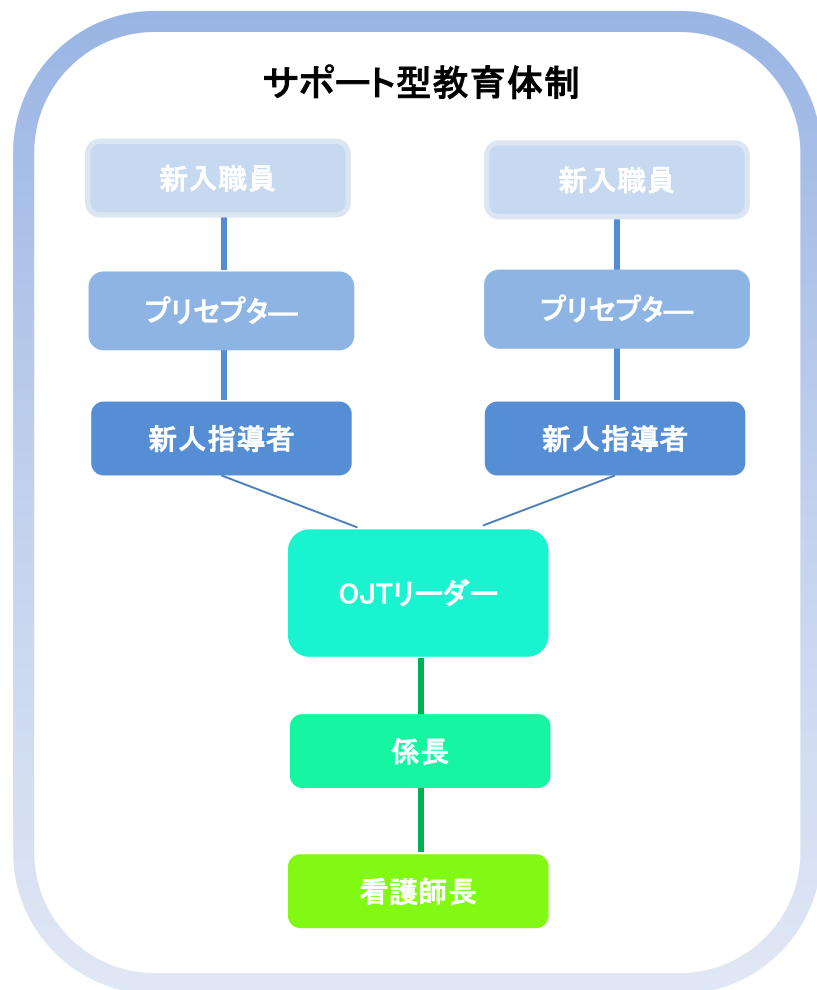 サポート型教育体制
新入職員
新入職員
プリセプター
プリセプター
新人指導者
新人指導者
OJTリーダー
係長
看護師長